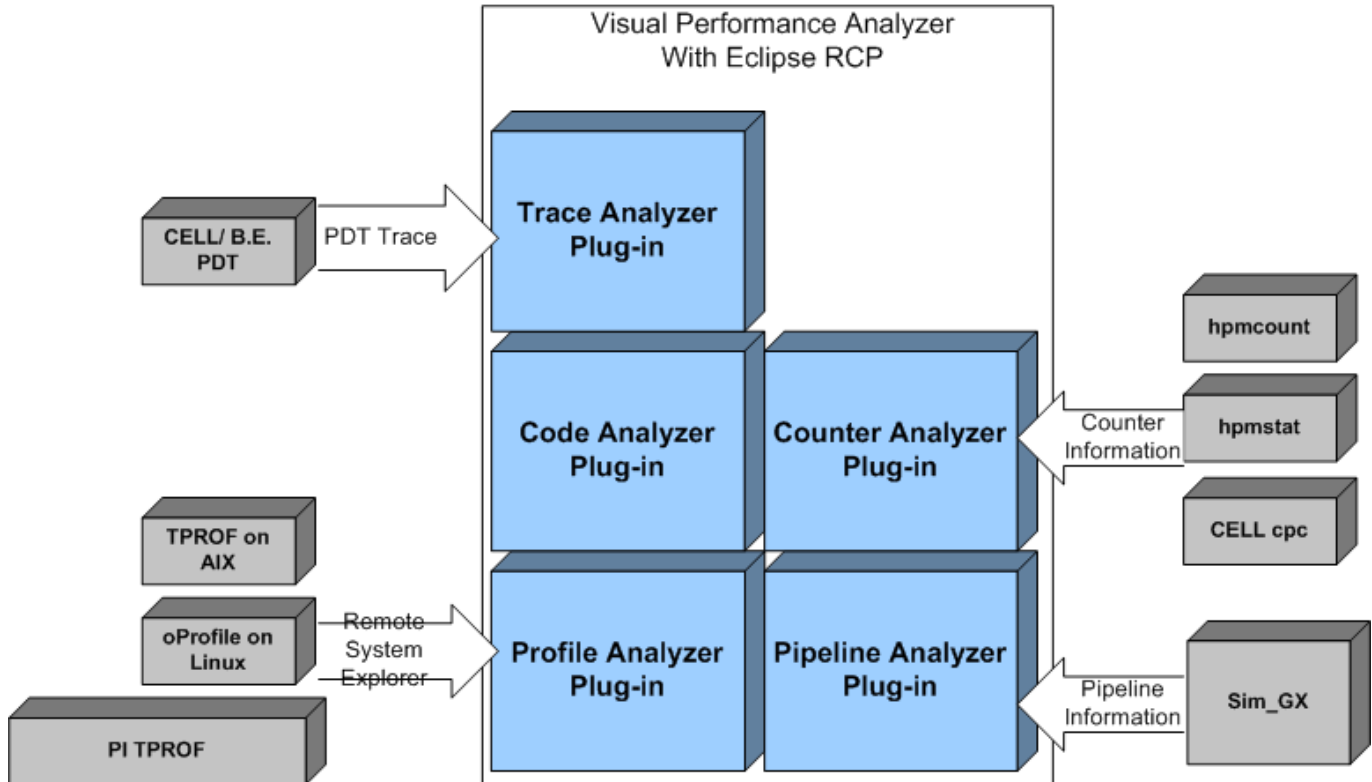 Visual Performance Analyzer
With Eclipse RCP
Trace Analyzer
Plug-in
CELL/ B.E.
PDT
PDT Trace
hpmcount
Code Analyzer
Plug-in
Counter Analyzer
Plug-in
Counter
Information
hpmstat
CELL cpc
TPROF on
AIX
oProfile on
Linux
Remote
System
Explorer
Profile Analyzer
Plug-in
Pipeline Analyzer
Plug-in
Pipeline
Information
Sim_GX
PI TPROF